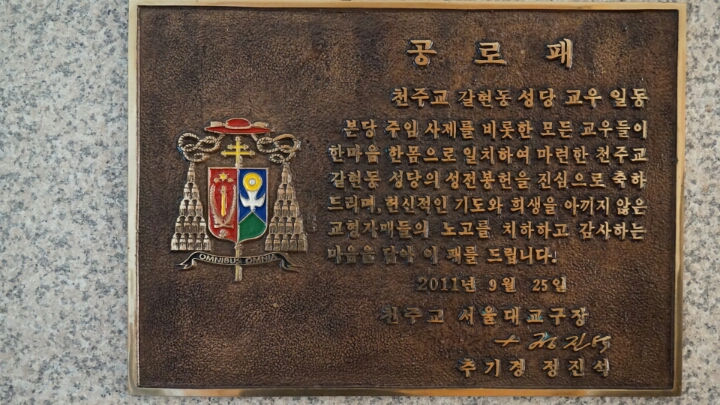 공로패
천주교 갈현동 성당 교우 일동
본당 주임 사제를 비롯한 모든 교우들이
한마음 한몸으로 일치하여 마련한 천주교
갈현동 성당의 성전봉헌을 진심으로 축하
드리며, 헌신적인 기도와 희생을 아끼지 않은
교형자매들의 노고를 치하하고 감사하는
마음을 담아 이 패를 드립니다.
2011년 9월 25일
천주교 서울대교구장
+ 정진석
추기경 정진석
OMNIBUS OMNIA